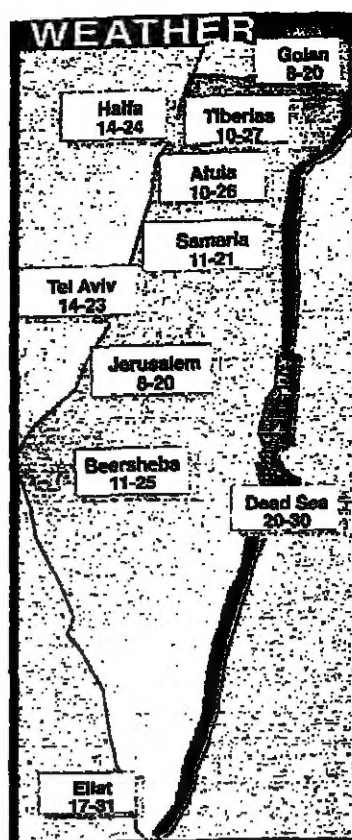 WEATHER
Golan
8-20
Haifa
14-24
Tiberias
10-27
Afula
10-26
Samaria
11-21
Tel Aviv
14-23
Jerusalem
8-20
Beersheba
11-25
Dead Sea
20-30
Eilat
17-31